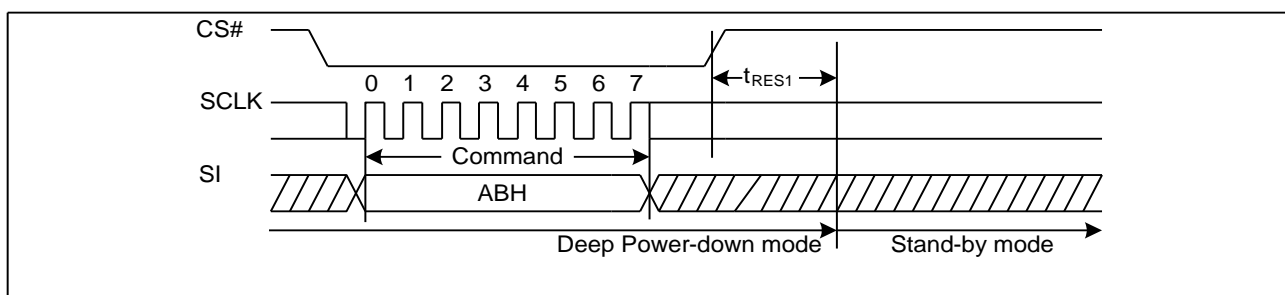 CS#
tRES1
0 1 2 3 4 5 6 7
SCLK
Command
SI
ABH
Deep Power-down mode Stand-by mode